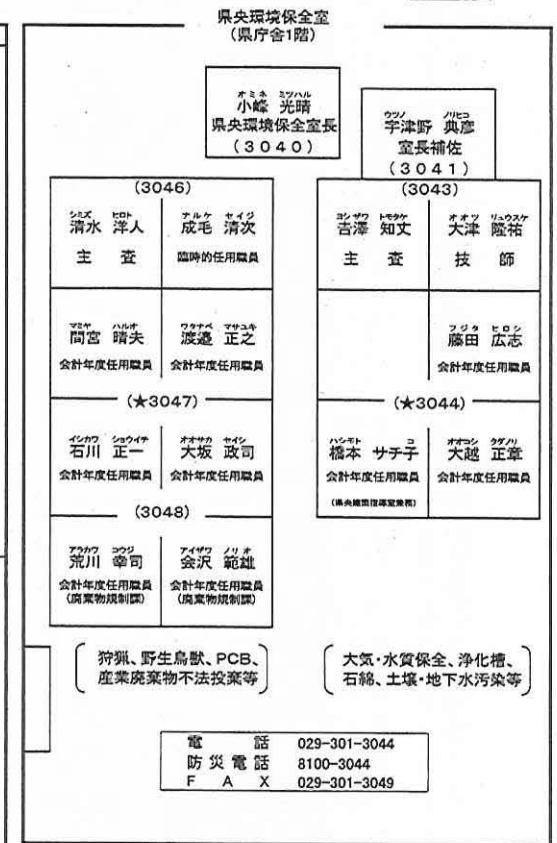 県央環境保全室
(県庁舎1階)
オミネ ミツハル
小峰 光晴
県央環境保全室長
(3040)
ウツノ ノリヒコ
宇津野 典彦
室長補佐
(3041)
(3046)
シミズ ヒロト ナルケ セイジ
清水 洋人 成毛 清次
主査 臨時的任用職員
マミヤ ハルオ ワタナベ マサユキ
間宮 晴夫 渡邉 正之
会計年度任用職員 会計年度任用職員
(★3047)
イシカワ ショウイチ オオサカ セイシ
石川 正一 大坂 政司
会計年度任用職員 会計年度任用職員
(3048)
アラカワ コウジ アイザワ ノリオ
荒川 幸司 会沢 範雄
会計年度任用職員 会計年度任用職員
(廃棄物規制課) (廃棄物規制課)
狩猟、野生鳥獣、PCB、
産業廃棄物不法投棄等
(3043)
ヨシザワ トモタケ オオツ リュウスケ
吉澤 知丈 大津 隆祐
主査 技師
フジタ ヒロシ
藤田 広志
会計年度任用職員
(★3044)
ハシモト サチコ オオコシ タダノリ
橋本 サチ子 大越 正章
会計年度任用職員 会計年度任用職員
大気・水質保全、浄化槽、
石綿、土壌・地下水汚染等
電話 029-301-3044
防災電話 8100-3044
FAX 029-301-3049